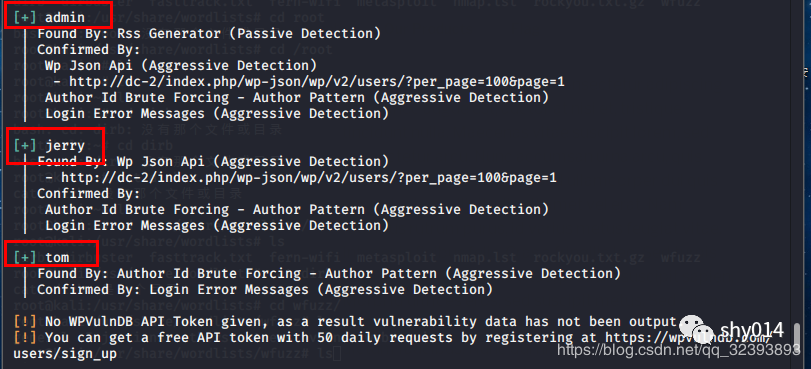 [+] admin
| Found By: Rss Generator (Passive Detection)
| Confirmed By:
| Wp Json Api (Aggressive Detection)
| - http://dc-2/index.php/wp-json/wp/v2/users/?per_page=100&page=1
| Author Id Brute Forcing - Author Pattern (Aggressive Detection)
| Login Error Messages (Aggressive Detection)
[+] jerry
| Found By: Wp Json Api (Aggressive Detection)
| - http://dc-2/index.php/wp-json/wp/v2/users/?per_page=100&page=1
| Confirmed By:
| Author Id Brute Forcing - Author Pattern (Aggressive Detection)
| Login Error Messages (Aggressive Detection)
[+] tom
| Found By: Author Id Brute Forcing - Author Pattern (Aggressive Detection)
| Confirmed By: Login Error Messages (Aggressive Detection)
[!] No WPVulnDB API Token given, as a result vulnerability data has not been output
[!] You can get a free API token with 50 daily requests by registering at https://wpvulndb.com/
users/sign_up
shy014
https://blog.csdn.net/qq_32393893